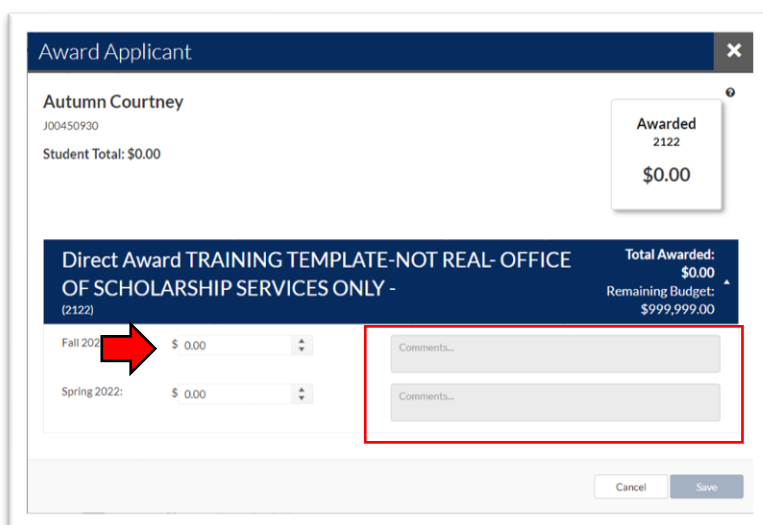 Award Applicant ×
Autumn Courtney
J00450930
Student Total: $0.00
Awarded
2122
$0.00
Direct Award TRAINING TEMPLATE-NOT REAL- OFFICE
OF SCHOLARSHIP SERVICES ONLY -
(2122)
Total Awarded:
$0.00
Remaining Budget:
$999,999.00
Fall 202
$ 0.00
Comments...
Spring 2022:
$ 0.00
Comments...
Cancel
Save